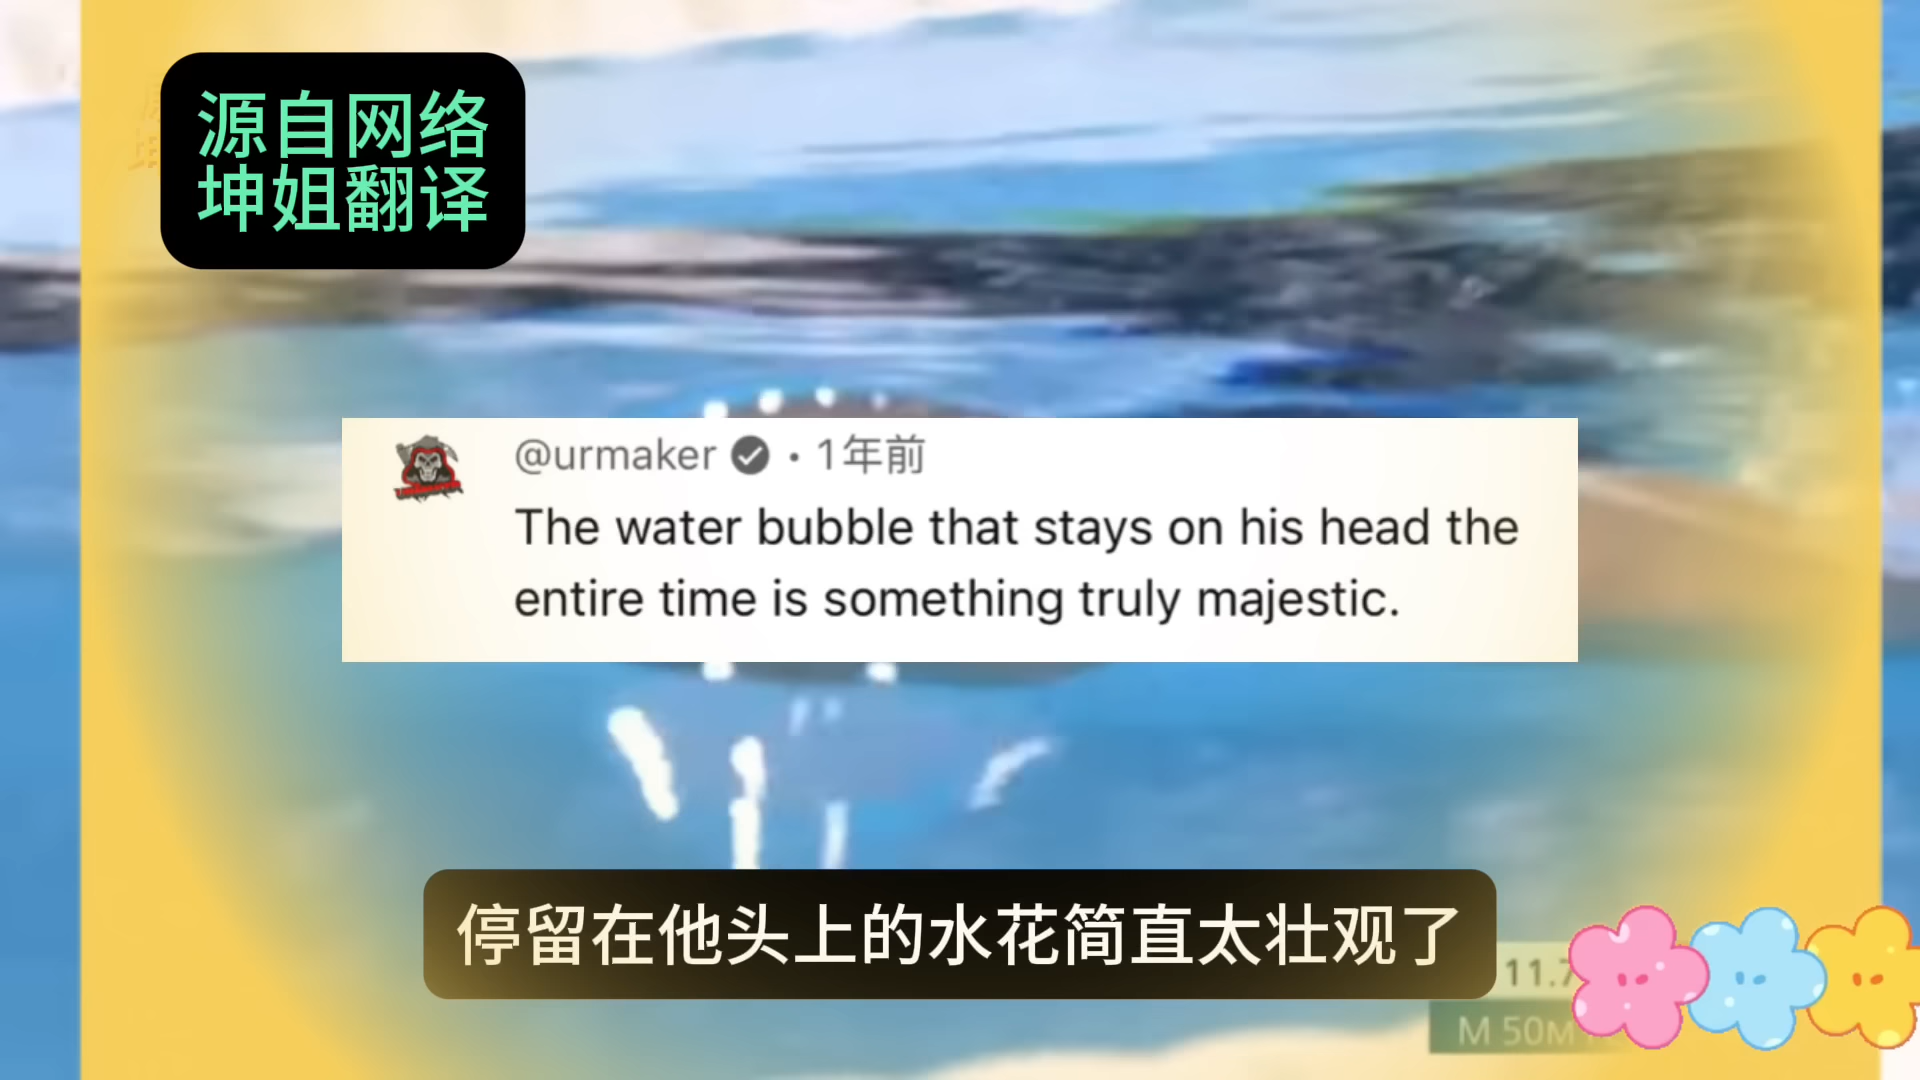 源自网络
坤姐翻译
@urmaker • 1年前
The water bubble that stays on his head the
entire time is something truly majestic.
停留在他头上的水花简直太壮观了
11.7
M 50M